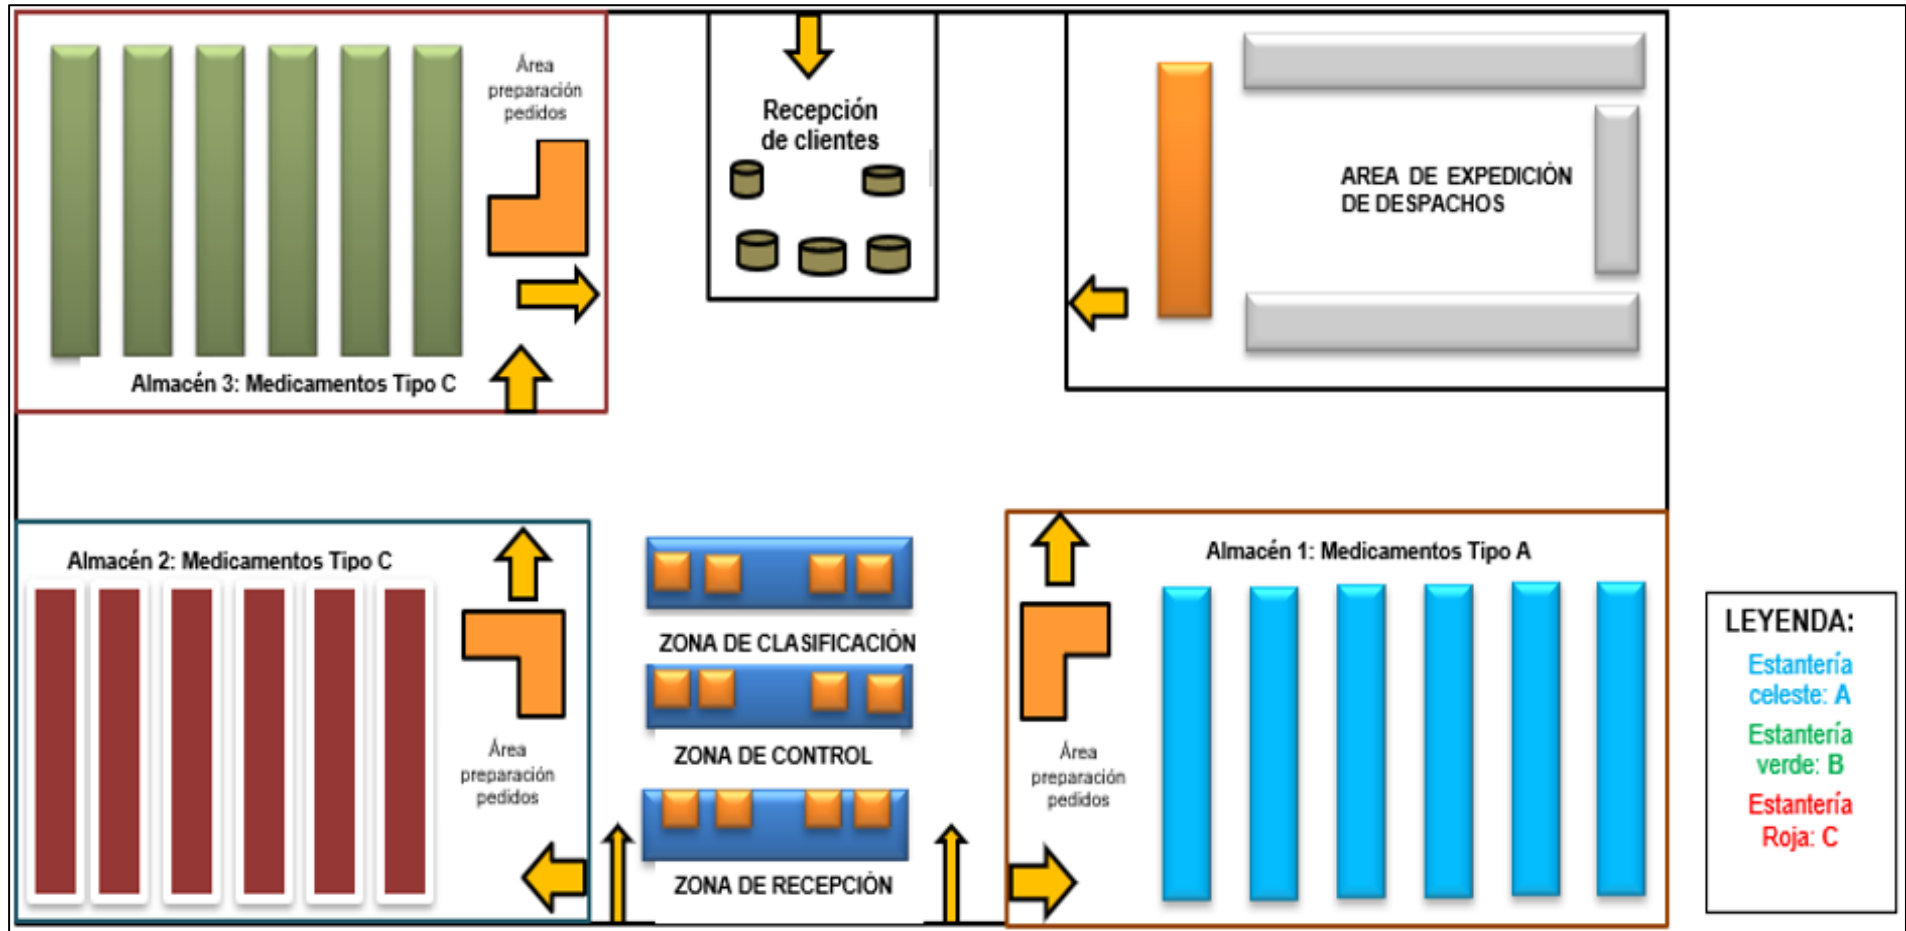 Área
preparación
pedidos
Almacén 3: Medicamentos Tipo C
Recepción
de clientes
AREA DE EXPEDICIÓN
DE DESPACHOS
Almacén 2: Medicamentos Tipo C
Área
preparación
pedidos
ZONA DE CLASIFICACIÓN
ZONA DE CONTROL
ZONA DE RECEPCIÓN
Almacén 1: Medicamentos Tipo A
Área
preparación
pedidos
LEYENDA:
Estantería
celeste: A
Estantería
verde: B
Estantería
Roja: C